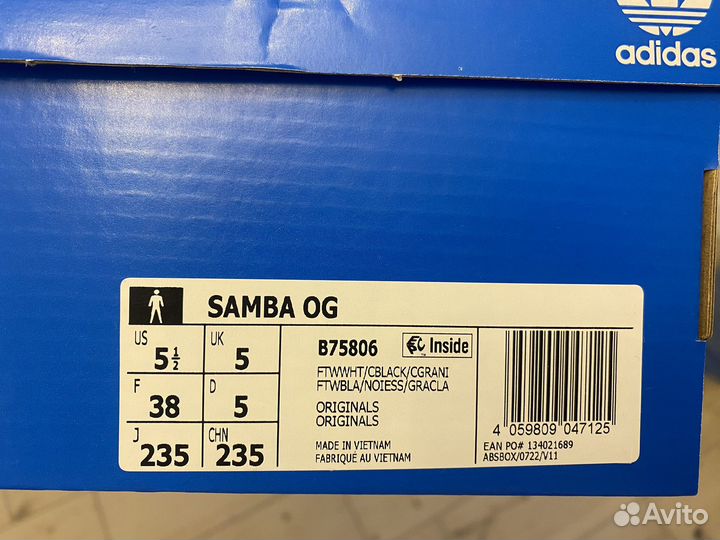 adidas
SAMBA OG
US
5 1/2
UK
5
F
38
D
5
J
235
CHN
235
B75806
Inside
FTWWHT/CBLACK/CGRANI
FTWBLA/NOIESS/GRACLA
ORIGINALS
ORIGINALS
MADE IN VIETNAM
FABRIQUÉ AU VIETNAM
4 059809 047125
EAN PO# 134021689
ABSBOX/0722/V11
Avito